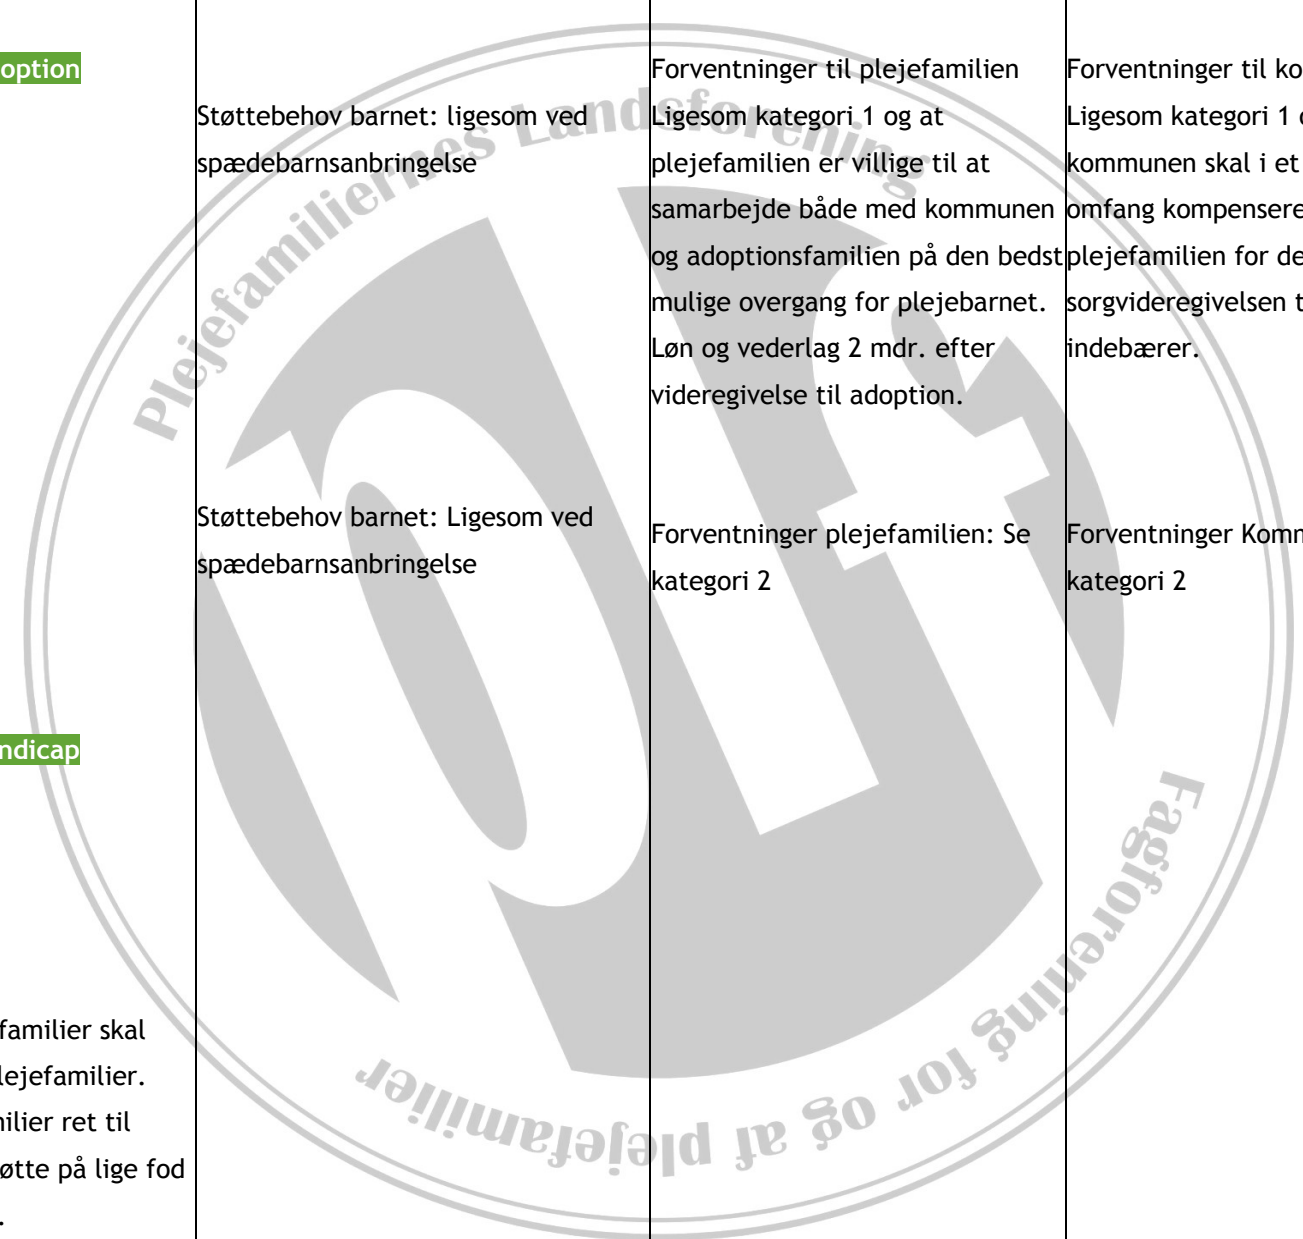 option
Støttebehov barnet: ligesom ved
spædebarnsanbringelse
Forventninger til plejefamilien
Ligesom kategori 1 og at
plejefamilien er villige til at
samarbejde både med kommunen
og adoptionsfamilien på den bedst
mulige overgang for plejebarnet.
Løn og vederlag 2 mdr. efter
videregivelse til adoption.
Forventninger til ko
Ligesom kategori 1 o
kommunen skal i et
omfang kompensere
plejefamilien for de
sorgvideregivelsen t
indebærer.
Støttebehov barnet: Ligesom ved
spædebarnsanbringelse
Forventninger plejefamilien: Se
kategori 2
Forventninger Komm
kategori 2
ndicap
familier skal
lejefamilier.
nilier ret til
øtte på lige fod
.
Plejefamiliernes Landsforening
Fagforening for og af plejefamilier
PLF